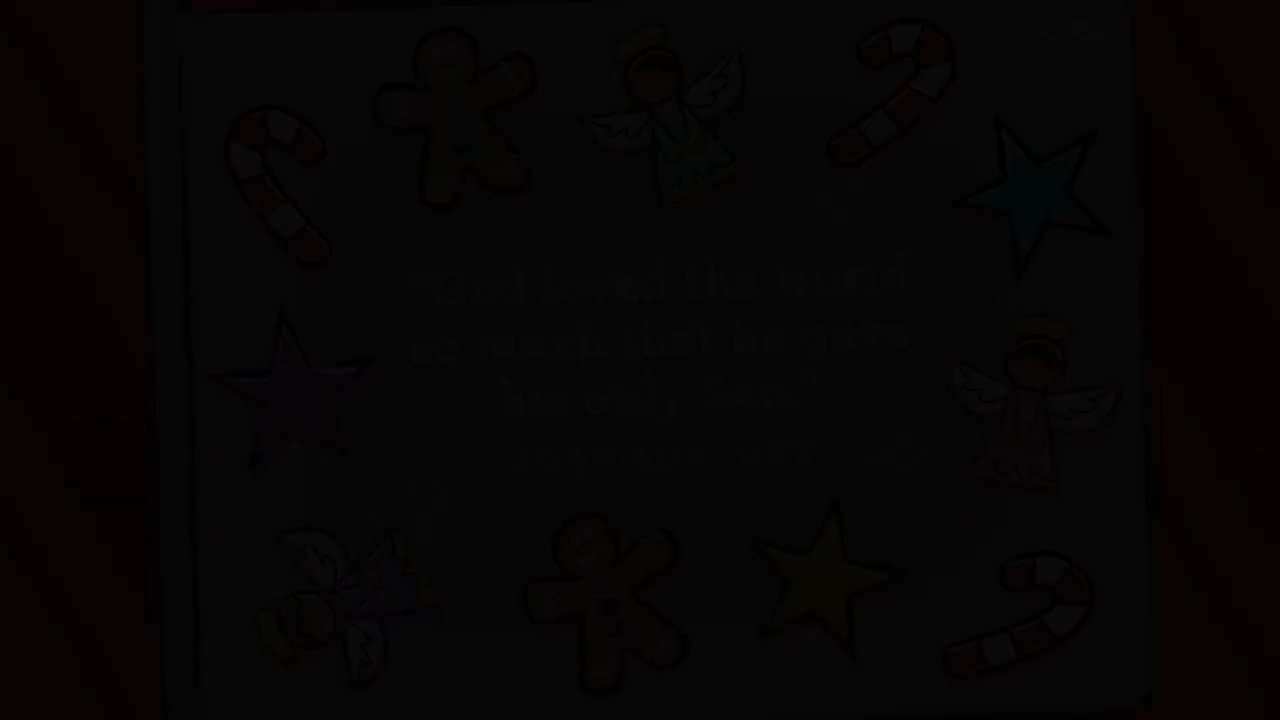 "God loved the world
so much that He gave
his only Son."